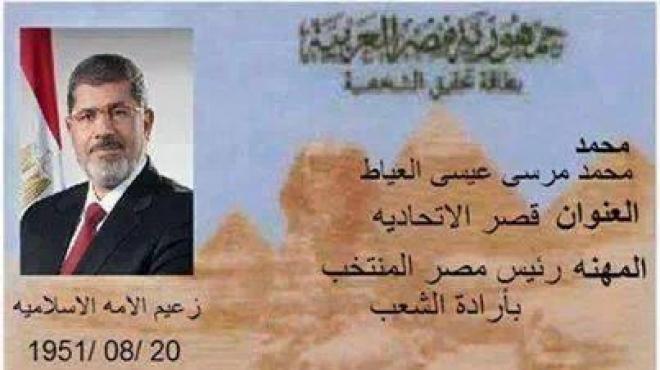 جمهورية مصر العربية
بطاقة تحقيق الشخصية
محمد
محمد مرسى عيسى العياط
العنوان قصر الاتحاديه
المهنه رئيس مصر المنتخب
بأرادة الشعب
زعيم الامه الاسلاميه
1951/ 08/ 20